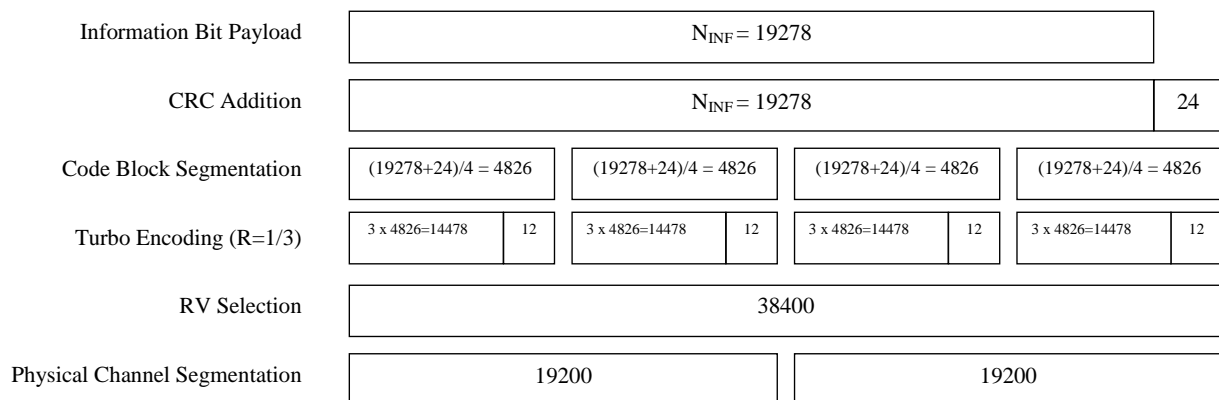 Information Bit Payload
N_INF = 19278
CRC Addition
N_INF = 19278
24
Code Block Segmentation
(19278+24)/4 = 4826
(19278+24)/4 = 4826
(19278+24)/4 = 4826
(19278+24)/4 = 4826
Turbo Encoding (R=1/3)
3 x 4826=14478
12
3 x 4826=14478
12
3 x 4826=14478
12
3 x 4826=14478
12
RV Selection
38400
Physical Channel Segmentation
19200
19200